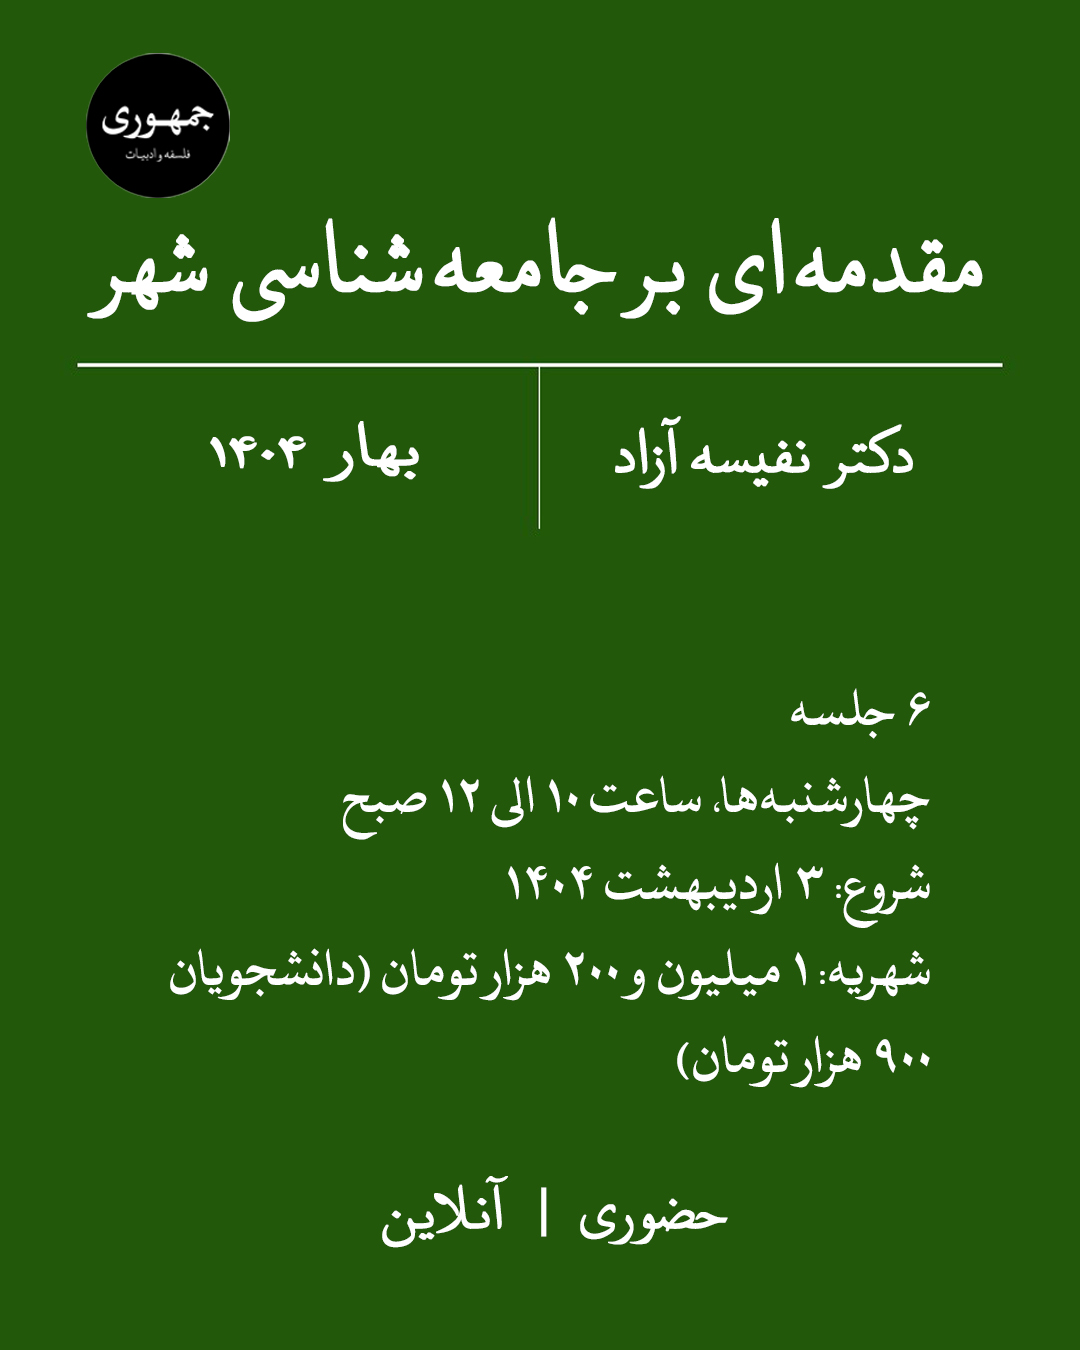 جمهوری
فلسفه و ادبیات
مقدمه‌ای بر جامعه‌شناسی شهر
دکتر نفیسه آزاد
بهار ۱۴۰۴
۶ جلسه
چهارشنبه‌ها، ساعت ۱۰ الی ۱۲ صبح
شروع: ۳ اردیبهشت ۱۴۰۴
شهریه: ۱ میلیون و ۲۰۰ هزار تومان (دانشجویان
۹۰۰ هزار تومان)
حضوری | آنلاین